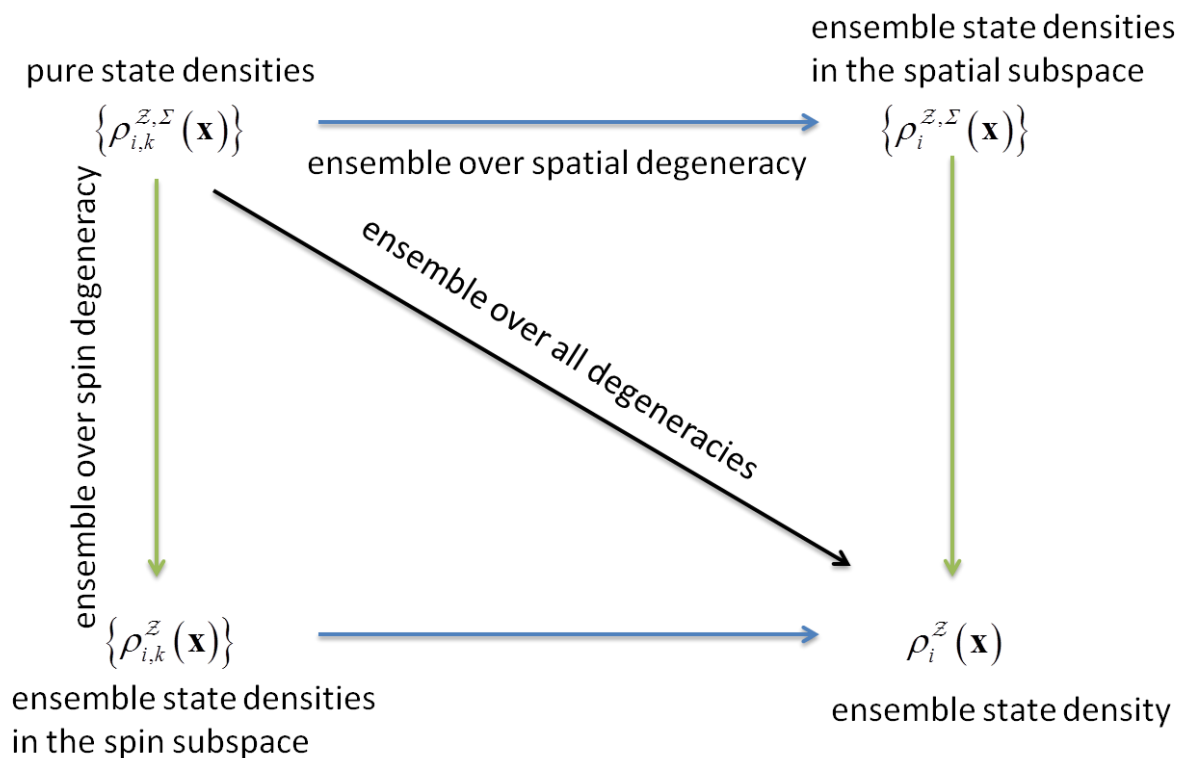 pure state densities
ensemble state densities
in the spatial subspace
{ρ_{i,k}^{Ƶ,Σ}(x)}
{ρ_i^{Ƶ,Σ}(x)}
ensemble over spatial degeneracy
ensemble over spin degeneracy
ensemble over all degeneracies
{ρ_{i,k}^{Ƶ}(x)}
ρ_i^{Ƶ}(x)
ensemble state densities
in the spin subspace
ensemble state density